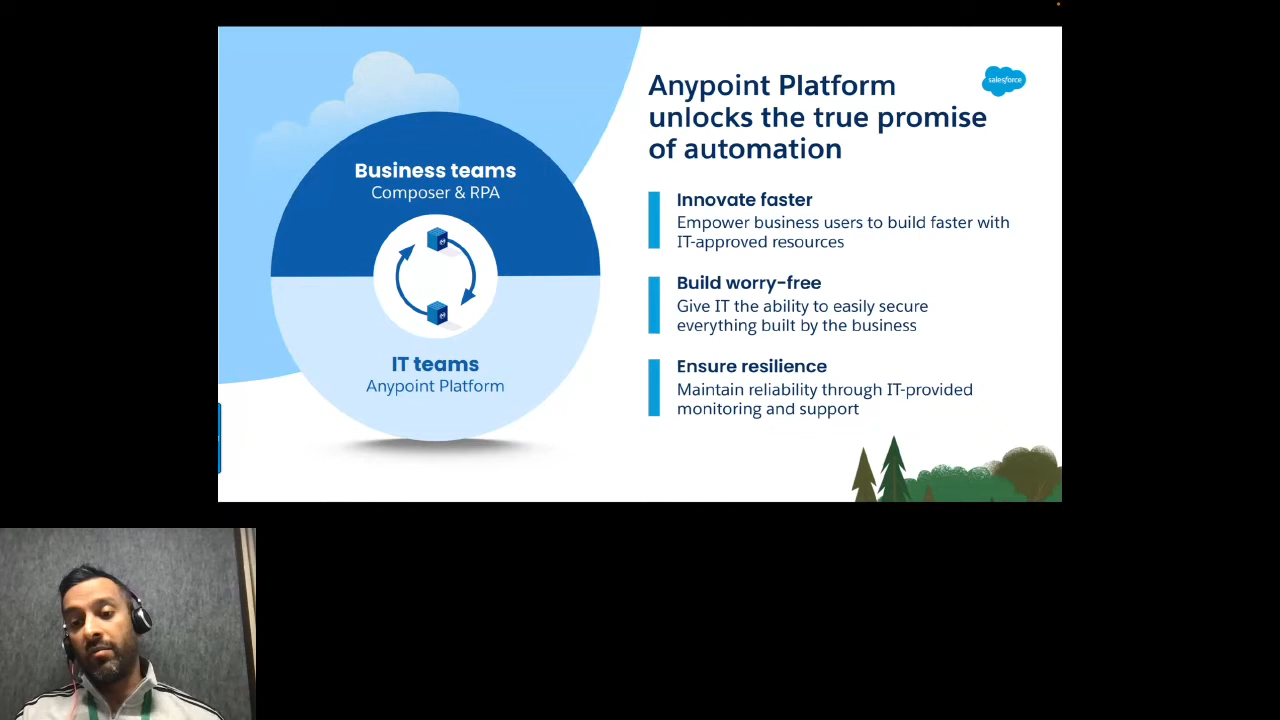 Business teams
Composer & RPA
IT teams
Anypoint Platform
Anypoint Platform
unlocks the true promise
of automation
salesforce
Innovate faster
Empower business users to build faster with
IT-approved resources
Build worry-free
Give IT the ability to easily secure
everything built by the business
Ensure resilience
Maintain reliability through IT-provided
monitoring and support